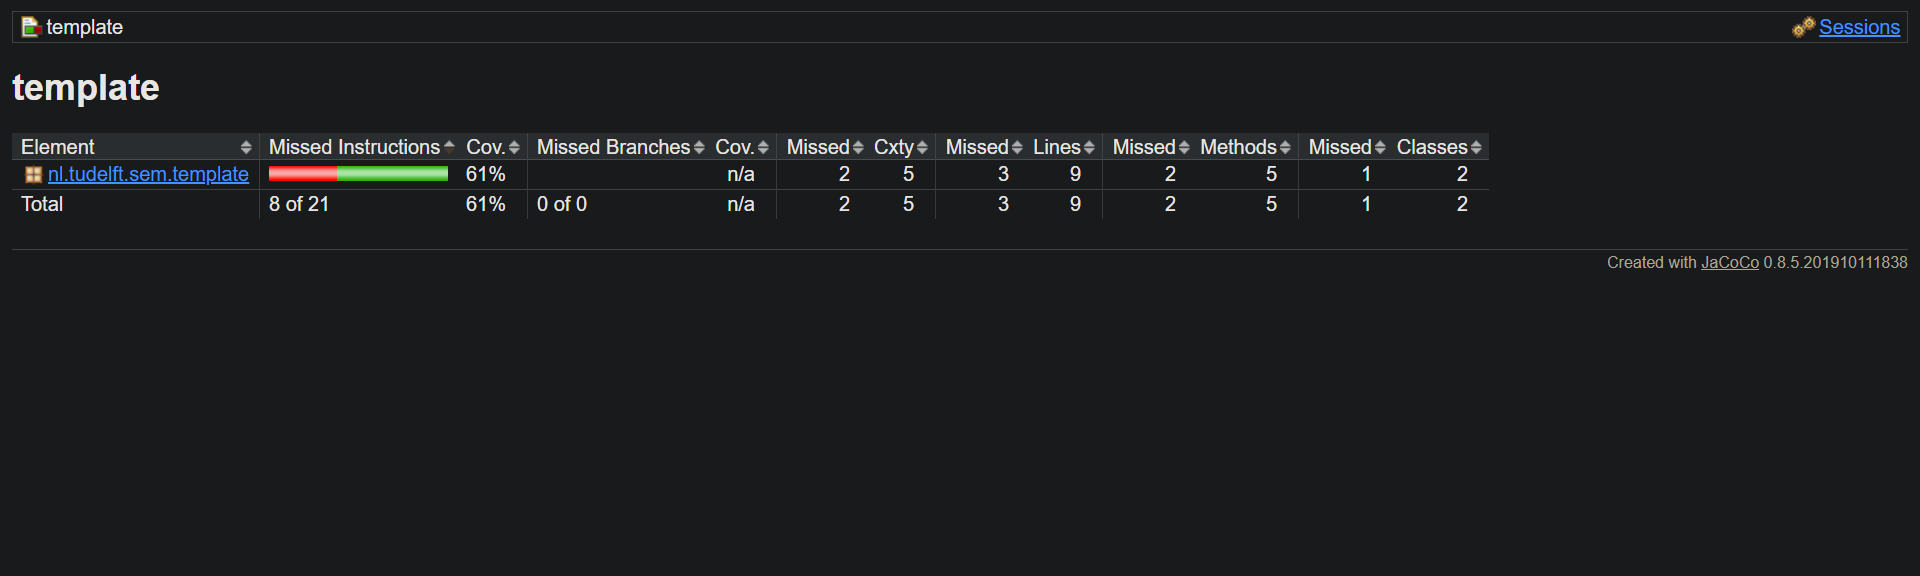 template Sessions
template
Element Missed Instructions Cov. Missed Branches Cov. Missed Cxty Missed Lines Missed Methods Missed Classes
nl.tudelft.sem.template 61% n/a 2 5 3 9 2 5 1 2
Total 8 of 21 61% 0 of 0 n/a 2 5 3 9 2 5 1 2
Created with JaCoCo 0.8.5.201910111838